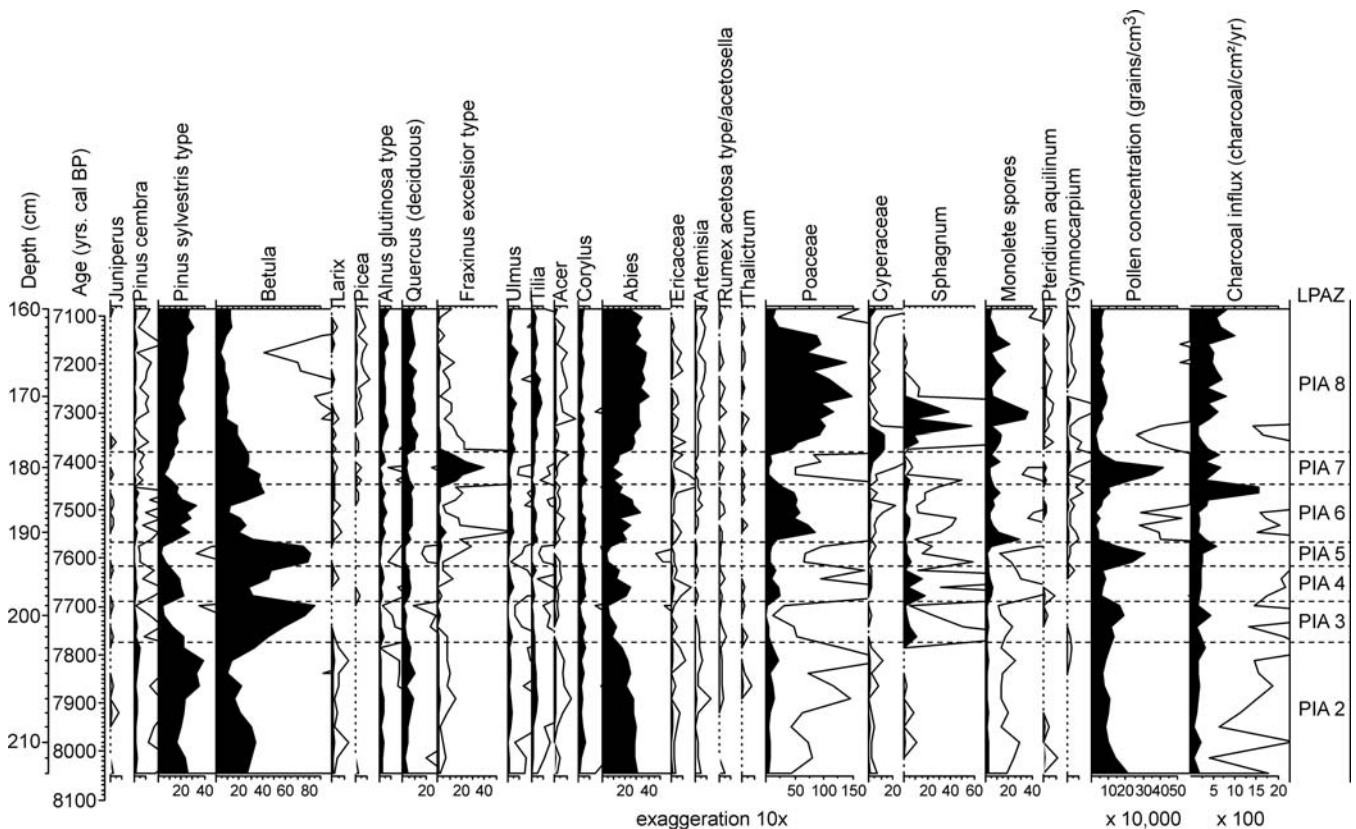 Depth (cm)
Age (yrs. cal BP)
Juniperus
Pinus cembra
Pinus sylvestris type
Betula
Larix
Picea
Alnus glutinosa type
Quercus (deciduous)
Fraxinus excelsior type
Ulmus
Tilia
Acer
Corylus
Abies
Ericaceae
Artemisia
Rumex acetosa type/acetosella
Thalictrum
Poaceae
Cyperaceae
Sphagnum
Monolete spores
Pteridium aquilinum
Gymnocarpium
Pollen concentration (grains/cm³)
Charcoal influx (charcoal/cm²/yr)
LPAZ
160
170
180
190
200
210
7100
7200
7300
7400
7500
7600
7700
7800
7900
8000
8100
PIA 8
PIA 7
PIA 6
PIA 5
PIA 4
PIA 3
PIA 2
20 40
20 40 60 80
20
20 40
20 40
50 100 150
20 40 60
20
10 20 30 40 50
5 10 15 20
exaggeration 10x
x 10,000
x 100